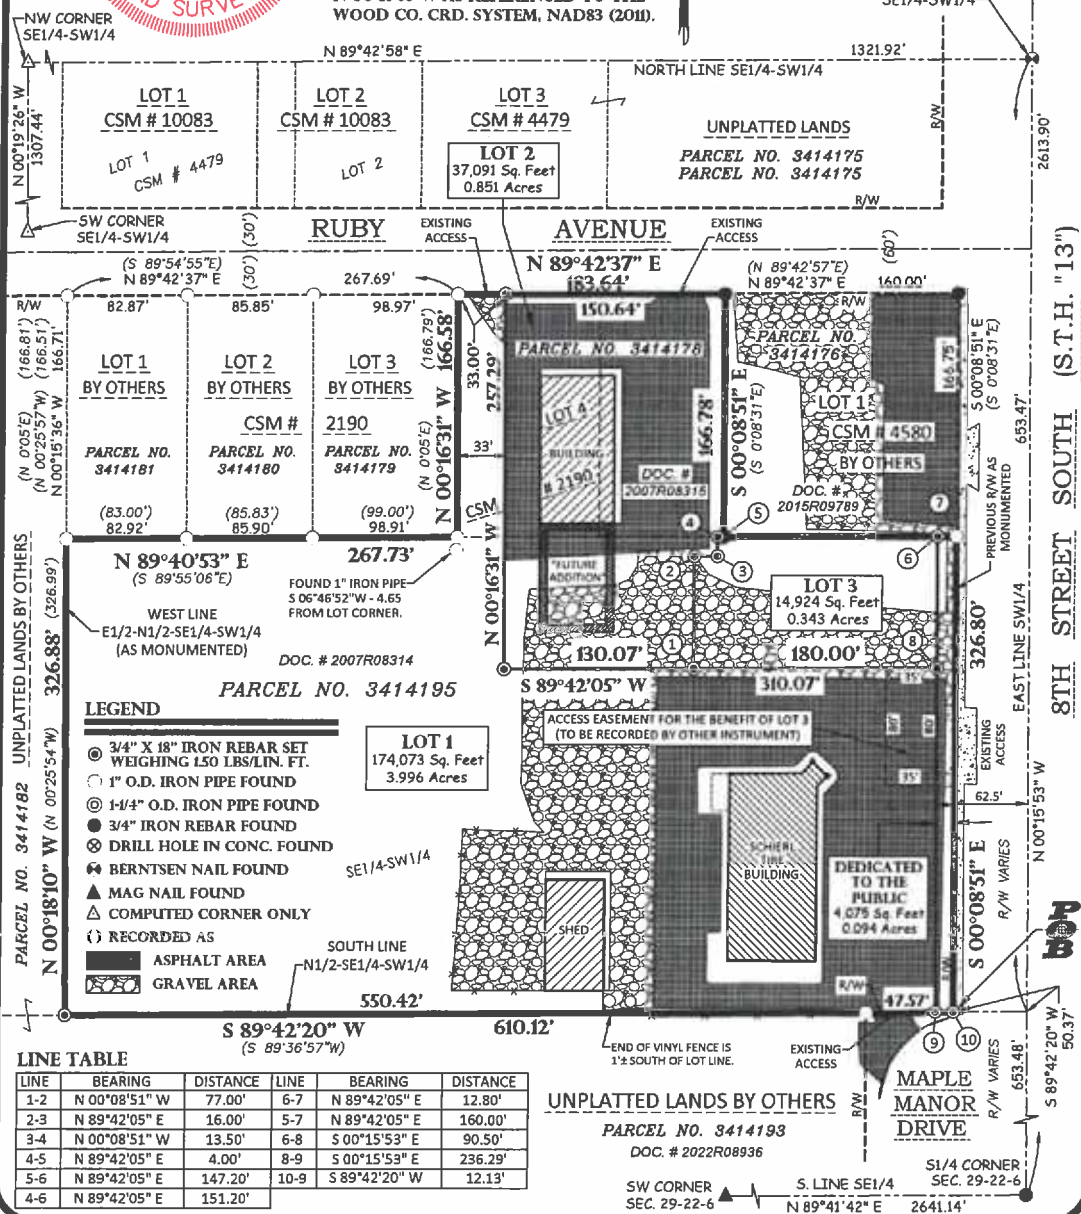 D SURVE
WOOD CO. CRD. SYSTEM, NAD83 (2011).
NW CORNER
SE1/4-SW1/4
SE1/4-SW1/4
N 89°42'58" E
1321.92'
NORTH LINE SE1/4-SW1/4
N 00°19'26" W
1307.44'
LOT 1
CSM # 10083
LOT 1
CSM # 4479
LOT 2
CSM # 10083
LOT 2
LOT 3
CSM # 4479
LOT 2
37,091 Sq. Feet
0.851 Acres
UNPLATTED LANDS
PARCEL NO. 3414175
PARCEL NO. 3414175
R/W
R/W
2613.90'
SW CORNER
SE1/4-SW1/4
(30')
(30')
RUBY AVENUE
EXISTING
ACCESS
EXISTING
ACCESS
(60')
(S 89°54'55"E)
N 89°42'37" E
267.69'
N 89°42'37" E
183.64'
150.64'
(N 89°42'57"E)
N 89°42'37" E
160.00'
R/W
R/W
82.87'
85.85'
98.97'
(166.81')
(166.51')
166.71'
(N 0°05'E)
(N 00°25'57"W)
N 00°15'36" W
LOT 1
BY OTHERS
PARCEL NO.
3414181
(83.00')
82.92'
LOT 2
BY OTHERS
CSM # 2190
PARCEL NO.
3414180
(85.83')
85.90'
LOT 3
BY OTHERS
PARCEL NO.
3414179
(99.00')
98.91'
(166.79')
166.58'
(N 0°05'E)
N 00°16'31" W
33.00'
257.29'
33'
CSM
N 00°16'31" W
PARCEL NO. 3414178
LOT 4
BUILDING
# 2190
DOC. #
2007R08315
166.78'
S 00°08'51" E
(S 0°08'31"E)
PARCEL NO.
3414176
LOT 1
CSM # 4580
BY OTHERS
DOC. #
2015R09789
166.75'
S 00°08'51" E
(S 0°08'31"E)
653.47'
PREVIOUS R/W AS
MONUMENTED
8TH STREET SOUTH (S.T.H. "13")
4
5
7
6
2
3
1
8
"FUTURE
ADDITION"
LOT 3
14,924 Sq. Feet
0.343 Acres
N 89°40'53" E
(S 89°55'06"E)
267.73'
FOUND 1" IRON PIPE
S 06°46'52"W - 4.65
FROM LOT CORNER.
UNPLATTED LANDS BY OTHERS
PARCEL NO. 3414182
(326.99')
326.88'
(N 00°25'54"W)
N 00°18'10" W
WEST LINE
E1/2-N1/2-SE1/4-SW1/4
(AS MONUMENTED)
DOC. # 2007R08314
PARCEL NO. 3414195
130.07'
180.00'
S 89°42'05" W
310.07'
326.80'
EAST LINE SW1/4
35'
80'
80'
35'
EXISTING
ACCESS
62.5'
N 00°15'53" W
ACCESS EASEMENT FOR THE BENEFIT OF LOT 3
(TO BE RECORDED BY OTHER INSTRUMENT)
LOT 1
174,073 Sq. Feet
3.996 Acres
LEGEND
3/4" X 18" IRON REBAR SET
WEIGHING 1.50 LBS/LIN. FT.
1" O.D. IRON PIPE FOUND
1-1/4" O.D. IRON PIPE FOUND
3/4" IRON REBAR FOUND
DRILL HOLE IN CONC. FOUND
BERNTSEN NAIL FOUND
MAG NAIL FOUND
COMPUTED CORNER ONLY
() RECORDED AS
ASPHALT AREA
GRAVEL AREA
SE1/4-SW1/4
SHED
SCHIERL
TIRE
BUILDING
DEDICATED
TO THE
PUBLIC
4,075 Sq. Feet
0.094 Acres
S 00°08'51" E
R/W VARIES
R/W
R/W
POB
SOUTH LINE
N1/2-SE1/4-SW1/4
550.42'
S 89°42'20" W
(S 89°36'57"W)
610.12'
47.57'
END OF VINYL FENCE IS
1'± SOUTH OF LOT LINE.
EXISTING
ACCESS
9
10
MAPLE
MANOR
DRIVE
R/W
R/W VARIES
653.48'
S 89°42'20" W
50.37'
LINE TABLE
LINE BEARING DISTANCE LINE BEARING DISTANCE
1-2 N 00°08'51" W 77.00' 6-7 N 89°42'05" E 12.80'
2-3 N 89°42'05" E 16.00' 5-7 N 89°42'05" E 160.00'
3-4 N 00°08'51" W 13.50' 6-8 S 00°15'53" E 90.50'
4-5 N 89°42'05" E 4.00' 8-9 S 00°15'53" E 236.29'
5-6 N 89°42'05" E 147.20' 10-9 S 89°42'20" W 12.13'
4-6 N 89°42'05" E 151.20'
UNPLATTED LANDS BY OTHERS
PARCEL NO. 3414193
DOC. # 2022R08936
SW CORNER
SEC. 29-22-6
S. LINE SE1/4
N 89°41'42" E 2641.14'
S1/4 CORNER
SEC. 29-22-6